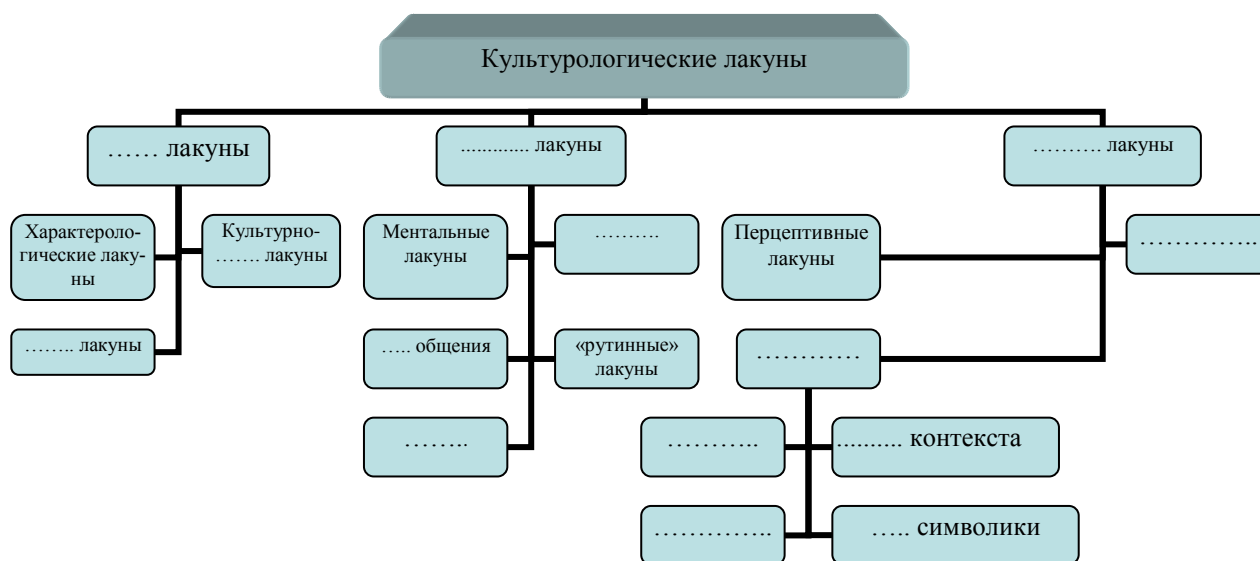 Культурологические лакуны
…… лакуны
............. лакуны
………. лакуны
Характероло-
гические лаку-
ны
Культурно-
……. лакуны
Ментальные
лакуны
……….
Перцептивные
лакуны
…………..
…….. лакуны
….. общения
«рутинные»
лакуны
…………
……..
………..
.......... контекста
…………..
….. символики